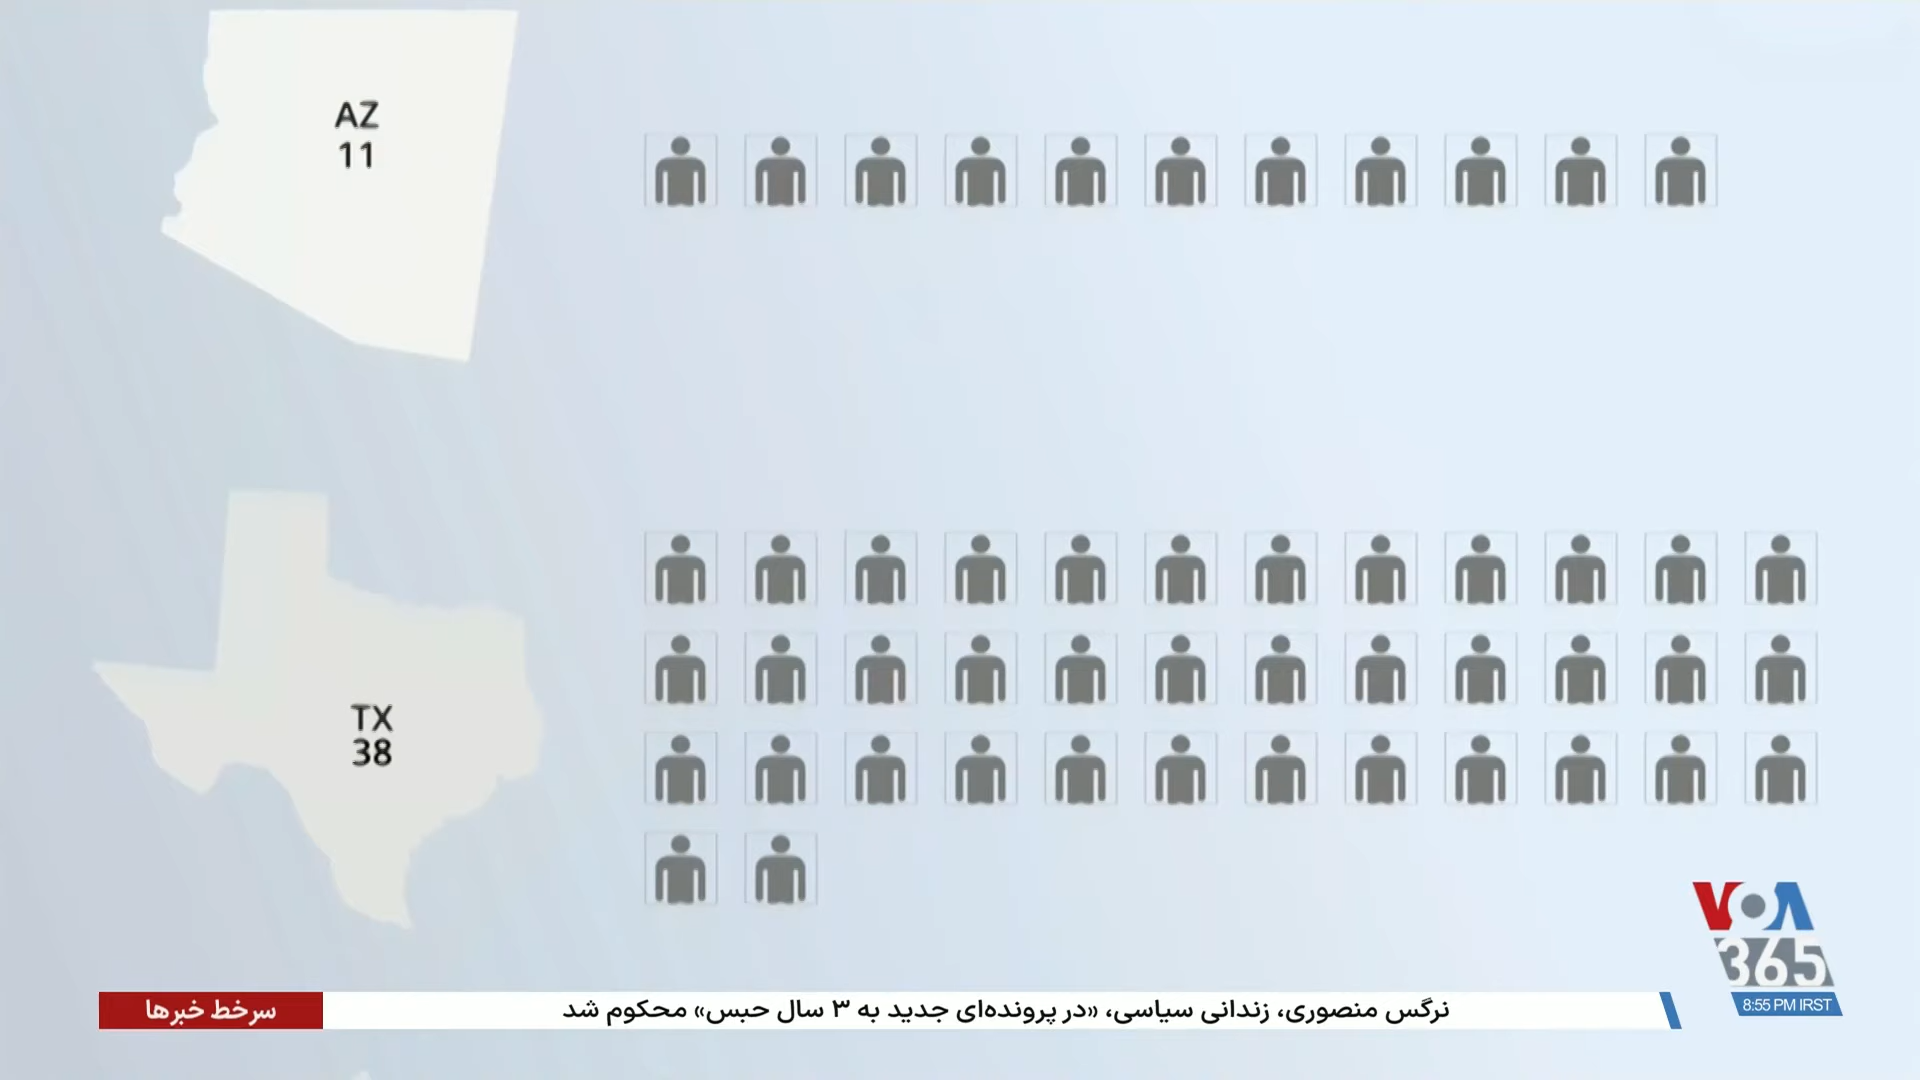 AZ
11
TX
38
VOA
365
8:55 PM IRST
سرخط خبرها
نرگس منصوری، زندانی سیاسی، «در پرونده‌ای جدید به ۳ سال حبس» محکوم شد